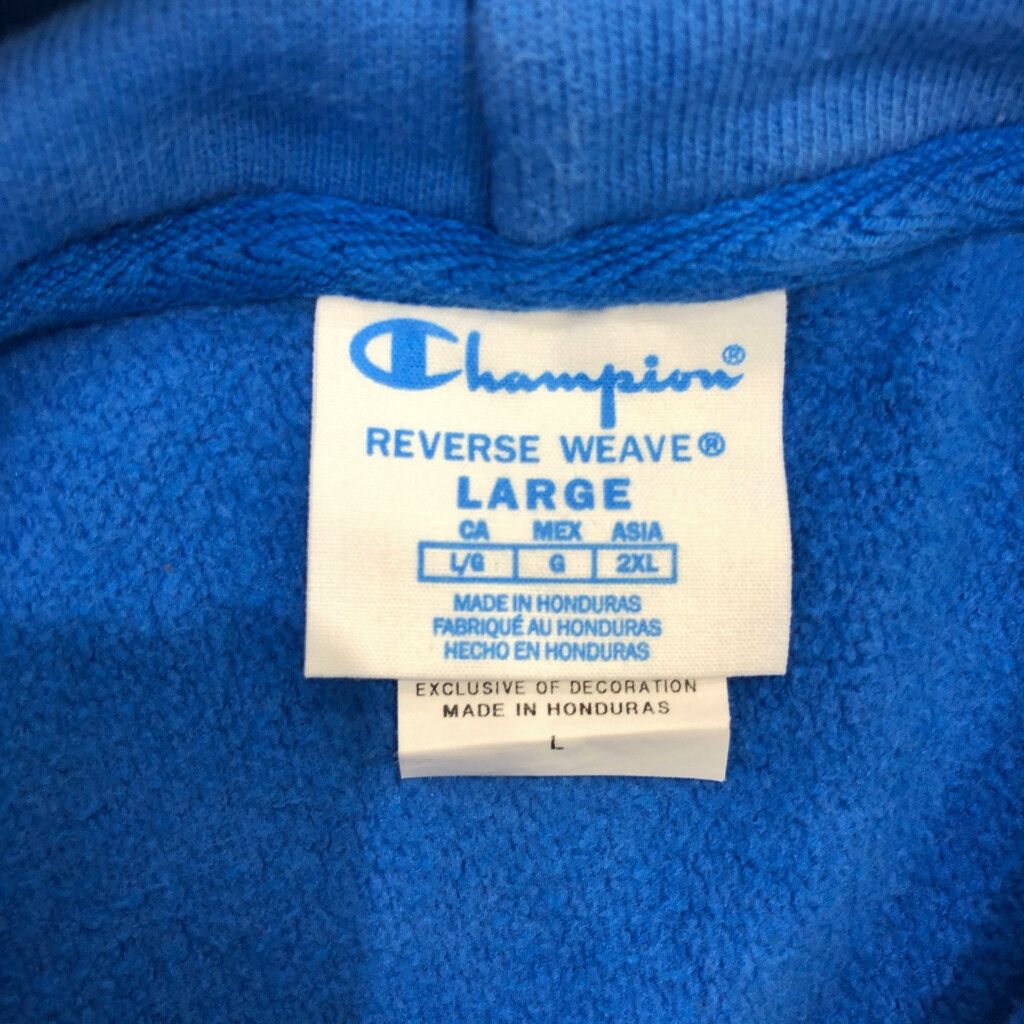 Champion®
REVERSE WEAVE®
LARGE
CA MEX ASIA
L/G G 2XL
MADE IN HONDURAS
FABRIQUÉ AU HONDURAS
HECHO EN HONDURAS
EXCLUSIVE OF DECORATION
MADE IN HONDURAS
L